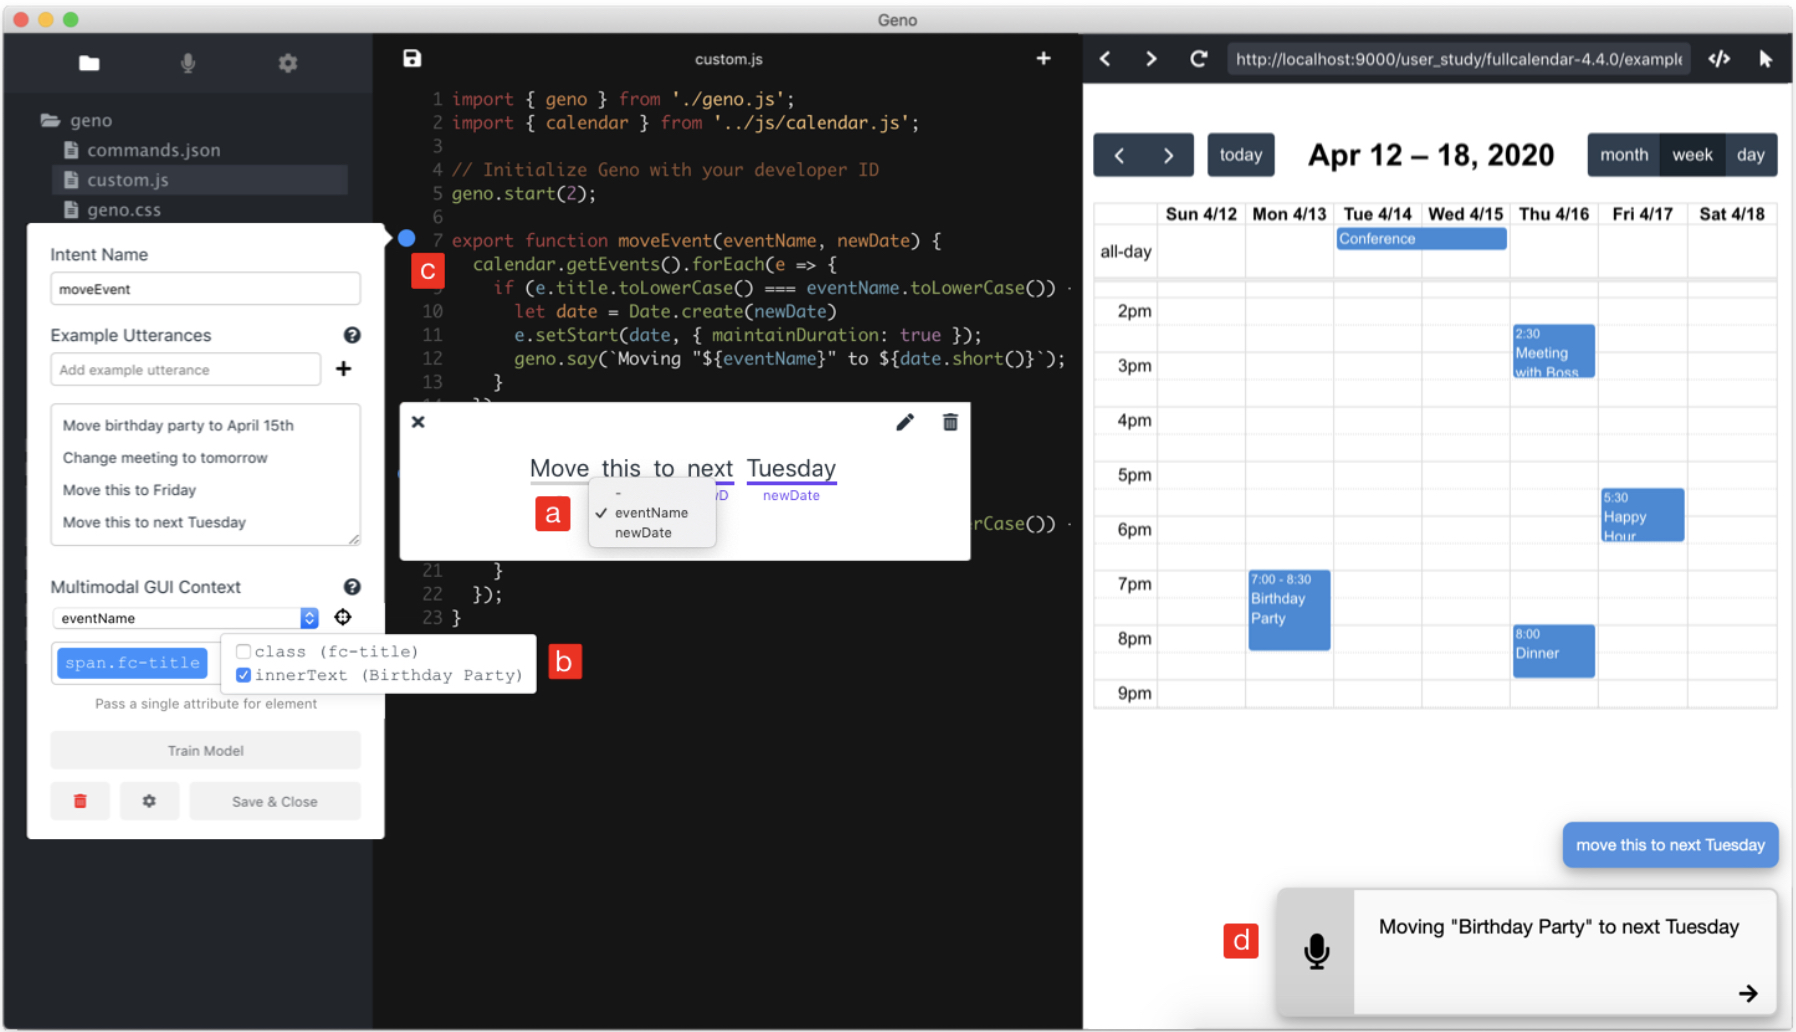 Geno
geno
commands.json
custom.js
geno.css
Intent Name
moveEvent
Example Utterances
Add example utterance
Move birthday party to April 15th
Change meeting to tomorrow
Move this to Friday
Move this to next Tuesday
Multimodal GUI Context
eventName
span.fc-title
class (fc-title)
innerText (Birthday Party)
b
Pass a single attribute for element
Train Model
Save & Close
custom.js
1 import { geno } from './geno.js';
2 import { calendar } from '../js/calendar.js';
3
4 // Initialize Geno with your developer ID
5 geno.start(2);
6
7 export function moveEvent(eventName, newDate) {
c
calendar.getEvents().forEach(e => {
if (e.title.toLowerCase() === eventName.toLowerCase())
10 let date = Date.create(newDate)
11 e.setStart(date, { maintainDuration: true });
12 geno.say(`Moving "${eventName}" to ${date.short()}`);
13 }
Move this to next Tuesday
newDate
a
-
eventName
newDate
rCase())
21 }
22 });
23 }
http://localhost:9000/user_study/fullcalendar-4.4.0/example
today
Apr 12 – 18, 2020
month week day
Sun 4/12 Mon 4/13 Tue 4/14 Wed 4/15 Thu 4/16 Fri 4/17 Sat 4/18
all-day
Conference
2pm
2:30
Meeting
with Boss
3pm
4pm
5pm
5:30
Happy
Hour
6pm
7pm
7:00 - 8:30
Birthday
Party
8pm
8:00
Dinner
9pm
move this to next Tuesday
d
Moving "Birthday Party" to next Tuesday